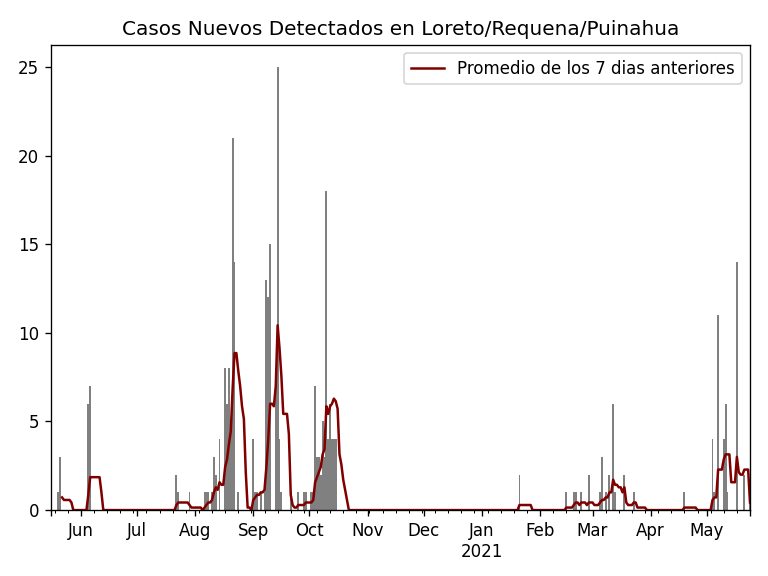 Casos Nuevos Detectados en Loreto/Requena/Puinahua
Promedio de los 7 dias anteriores
25
20
15
10
5
0
Jun Jul Aug Sep Oct Nov Dec Jan Feb Mar Apr May
2021